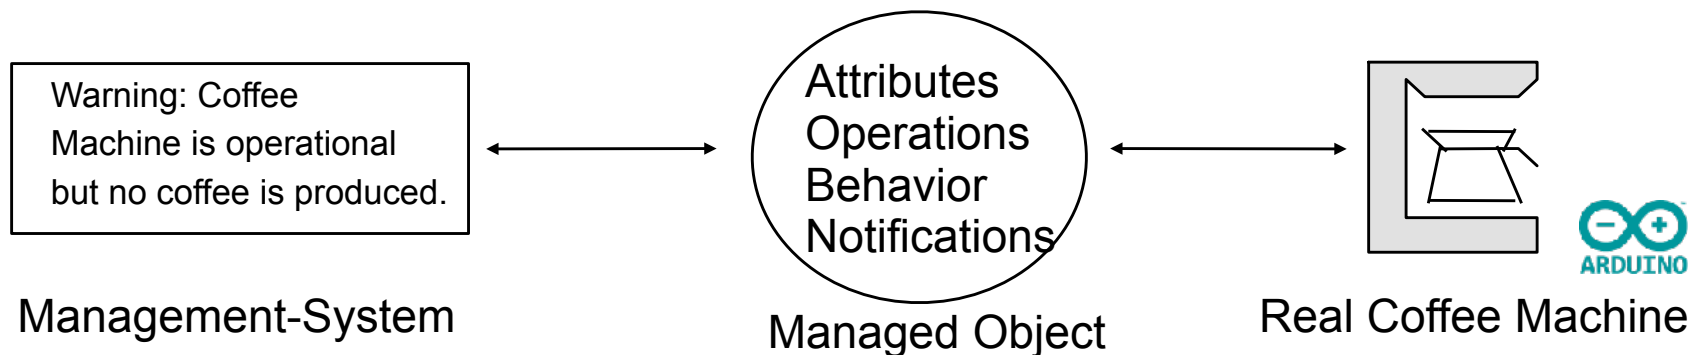 Warning: Coffee
Machine is operational
but no coffee is produced.
Management-System
Attributes
Operations
Behavior
Notifications
Managed Object
ARDUINO
Real Coffee Machine